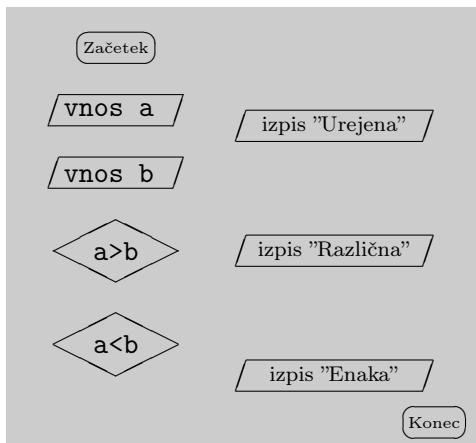 Začetek
vnos a
izpis "Urejena"
vnos b
a>b
izpis "Različna"
a<b
izpis "Enaka"
Konec